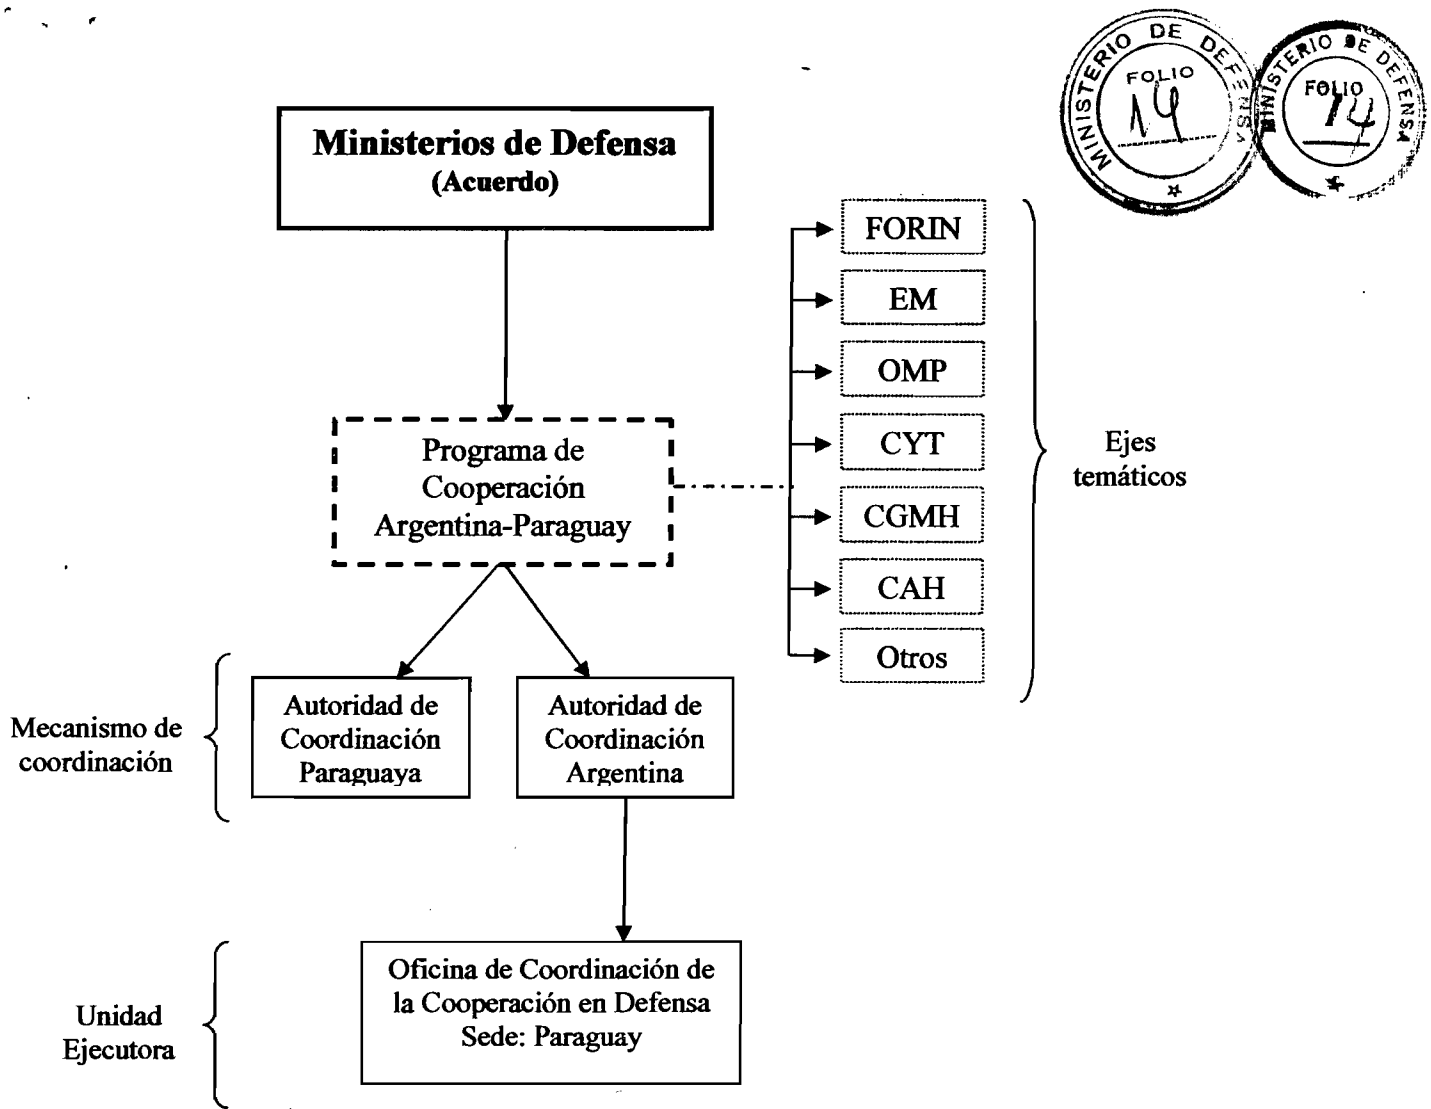 MINISTERIO DE DEFENSA
FOLIO
14
MINISTERIO DE DEFENSA
FOLIO
14
Ministerios de Defensa
(Acuerdo)
FORIN
EM
OMP
CYT
CGMH
CAH
Otros
Ejes
temáticos
Programa de
Cooperación
Argentina-Paraguay
Mecanismo de
coordinación
Autoridad de
Coordinación
Paraguaya
Autoridad de
Coordinación
Argentina
Unidad
Ejecutora
Oficina de Coordinación de
la Cooperación en Defensa
Sede: Paraguay